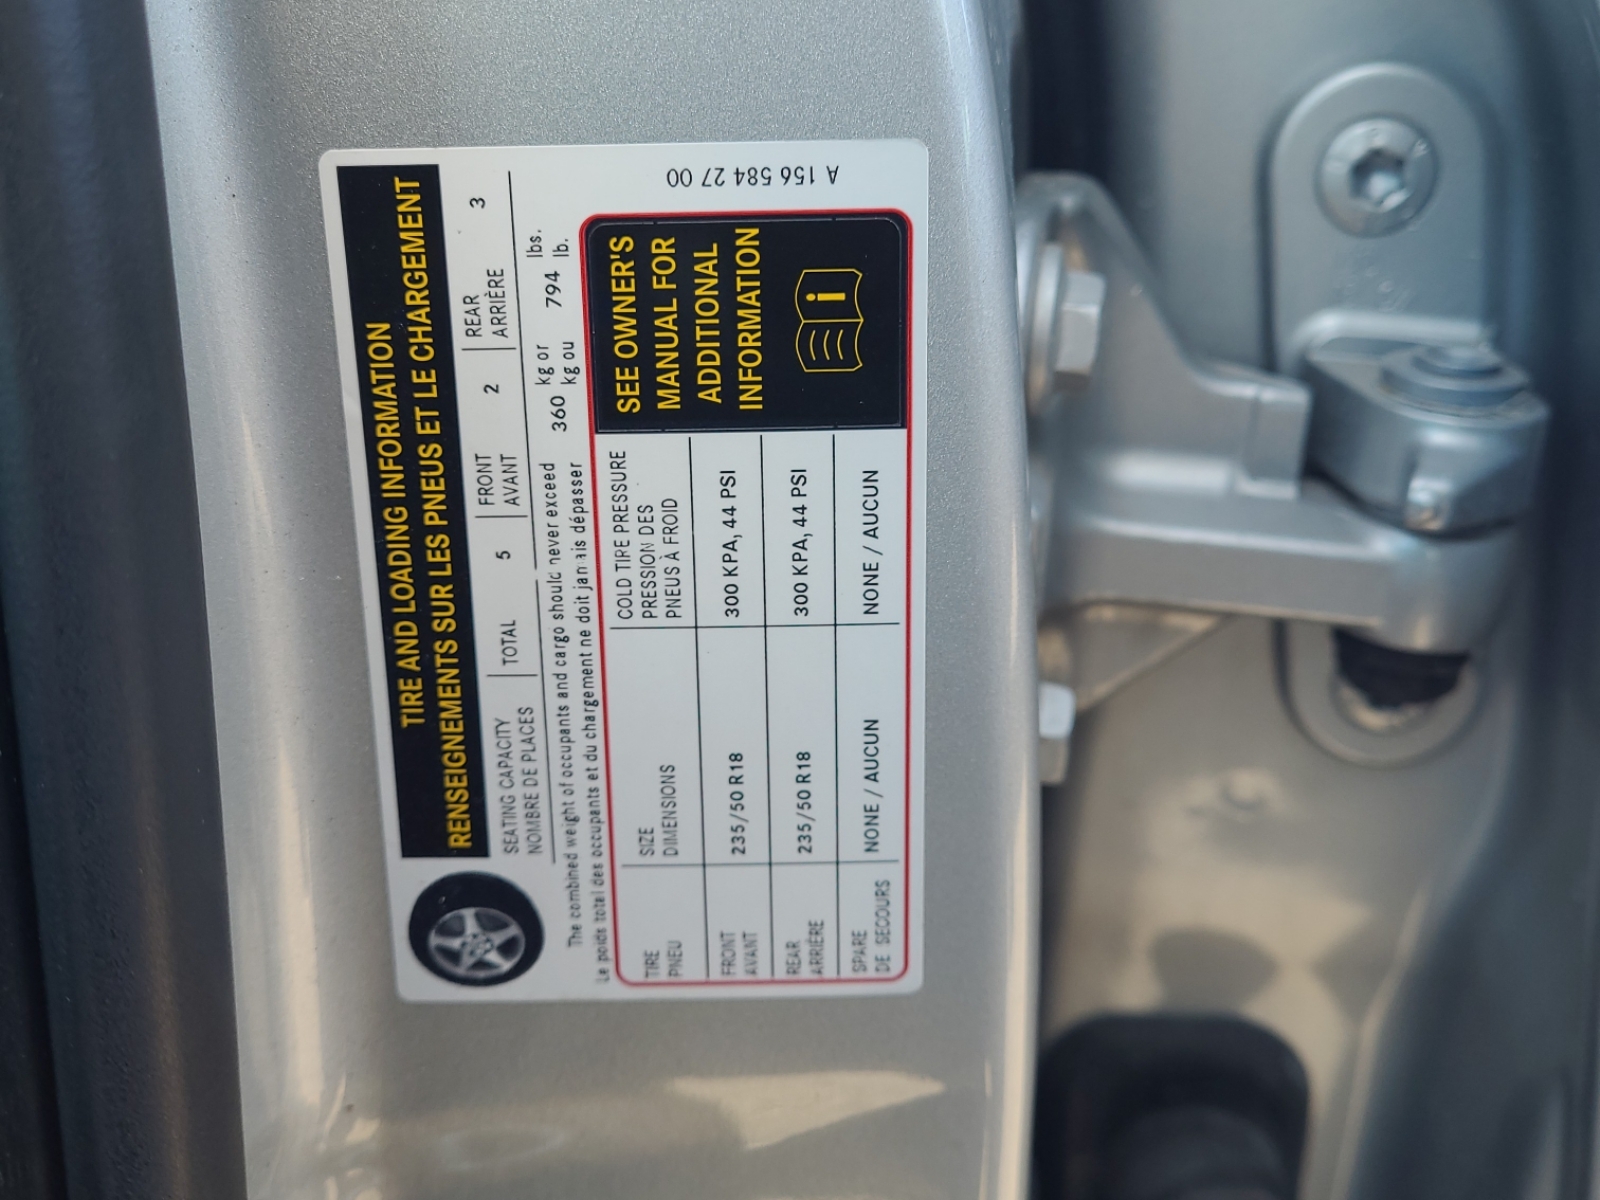 TIRE AND LOADING INFORMATION
RENSEIGNEMENTS SUR LES PNEUS ET LE CHARGEMENT
SEATING CAPACITY
NOMBRE DE PLACES
TOTAL 5
FRONT
AVANT
2
REAR
ARRIÈRE
3
The combined weight of occupants and cargo should never exceed 360 kg or 794 lbs.
Le poids total des occupants et du chargement ne doit jamais dépasser kg ou lb.
TIRE
PNEU
SIZE
DIMENSIONS
COLD TIRE PRESSURE
PRESSION DES
PNEUS À FROID
FRONT
AVANT
235/50 R18
300 KPA, 44 PSI
REAR
ARRIÈRE
235/50 R18
300 KPA, 44 PSI
SPARE
DE SECOURS
NONE / AUCUN
NONE / AUCUN
SEE OWNER'S
MANUAL FOR
ADDITIONAL
INFORMATION
A 156 584 27 00